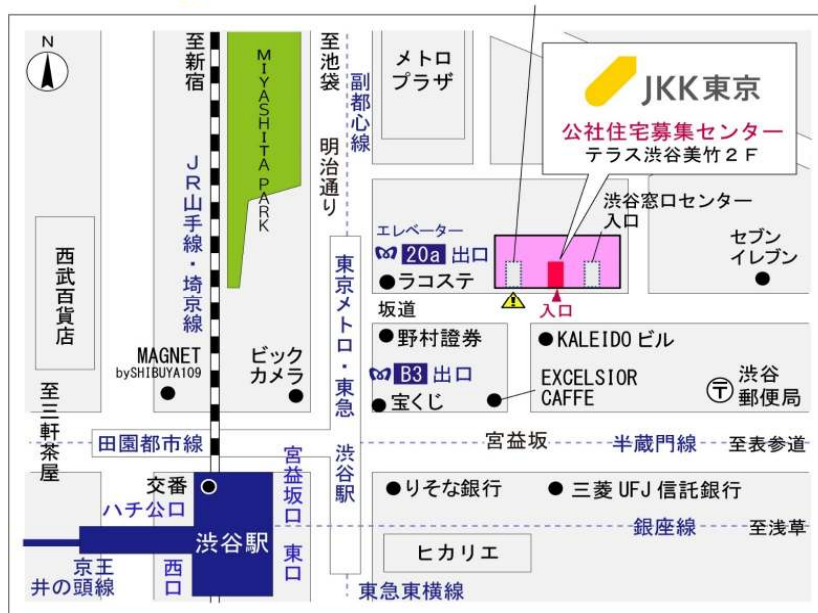 N
至新宿
MIYASHITA PARK
至池袋
明治通り
副都心線
メトロ
プラザ
JKK東京
公社住宅募集センター
テラス渋谷美竹2F
JR山手線・埼京線
西武百貨店
エレベーター
20a 出口
ラコステ
渋谷窓口センター
入口
セブン
イレブン
入口
坂道
東京メトロ・東急 渋谷駅
野村證券
KALEIDO ビル
MAGNET
bySHIBUYA109
ビック
カメラ
B3 出口
宝くじ
EXCELSIOR
CAFFE
渋谷
郵便局
至三軒茶屋
田園都市線
宮益坂
半蔵門線
至表参道
交番
ハチ公口
宮益坂口
りそな銀行
三菱UFJ信託銀行
渋谷駅
銀座線
至浅草
京王
井の頭線
西口
東口
ヒカリエ
東急東横線